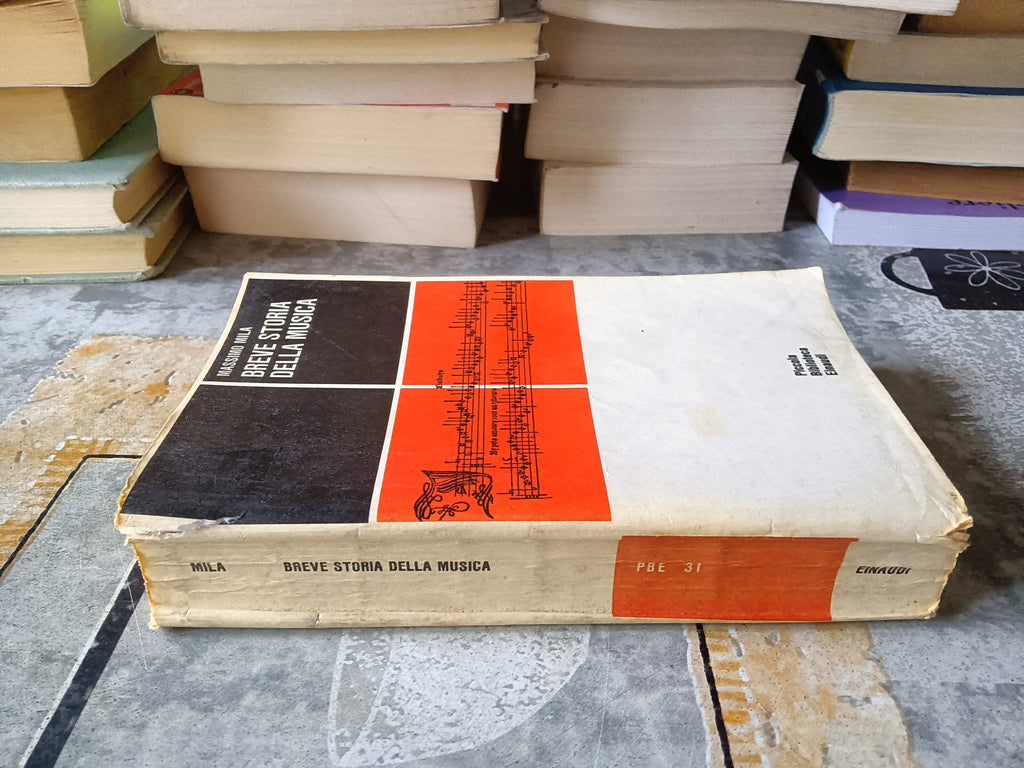 MASSIMO MILA
BREVE STORIA
DELLA MUSICA
Piccola
Biblioteca
Einaudi
MILA
BREVE STORIA DELLA MUSICA
PBE 31
EINAUDI